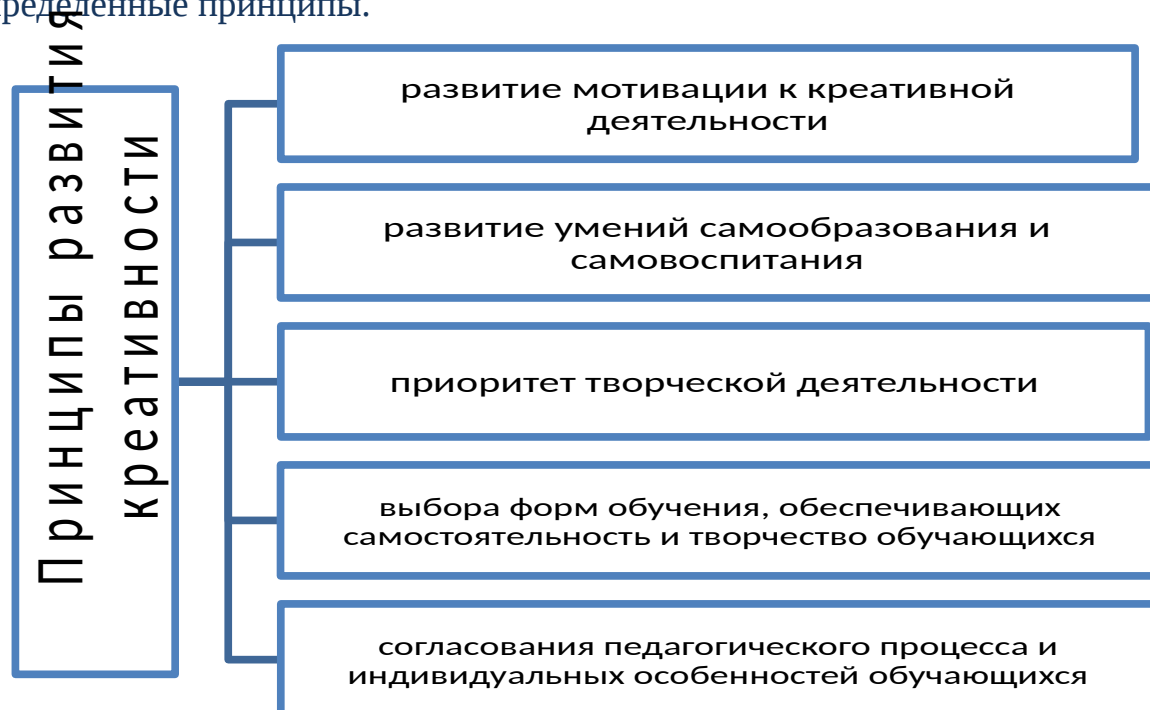 пределенные принципы.
Принципы развития
креативности
развитие мотивации к креативной
деятельности
развитие умений самообразования и
самовоспитания
приоритет творческой деятельности
выбора форм обучения, обеспечивающих
самостоятельность и творчество обучающихся
согласования педагогического процесса и
индивидуальных особенностей обучающихся